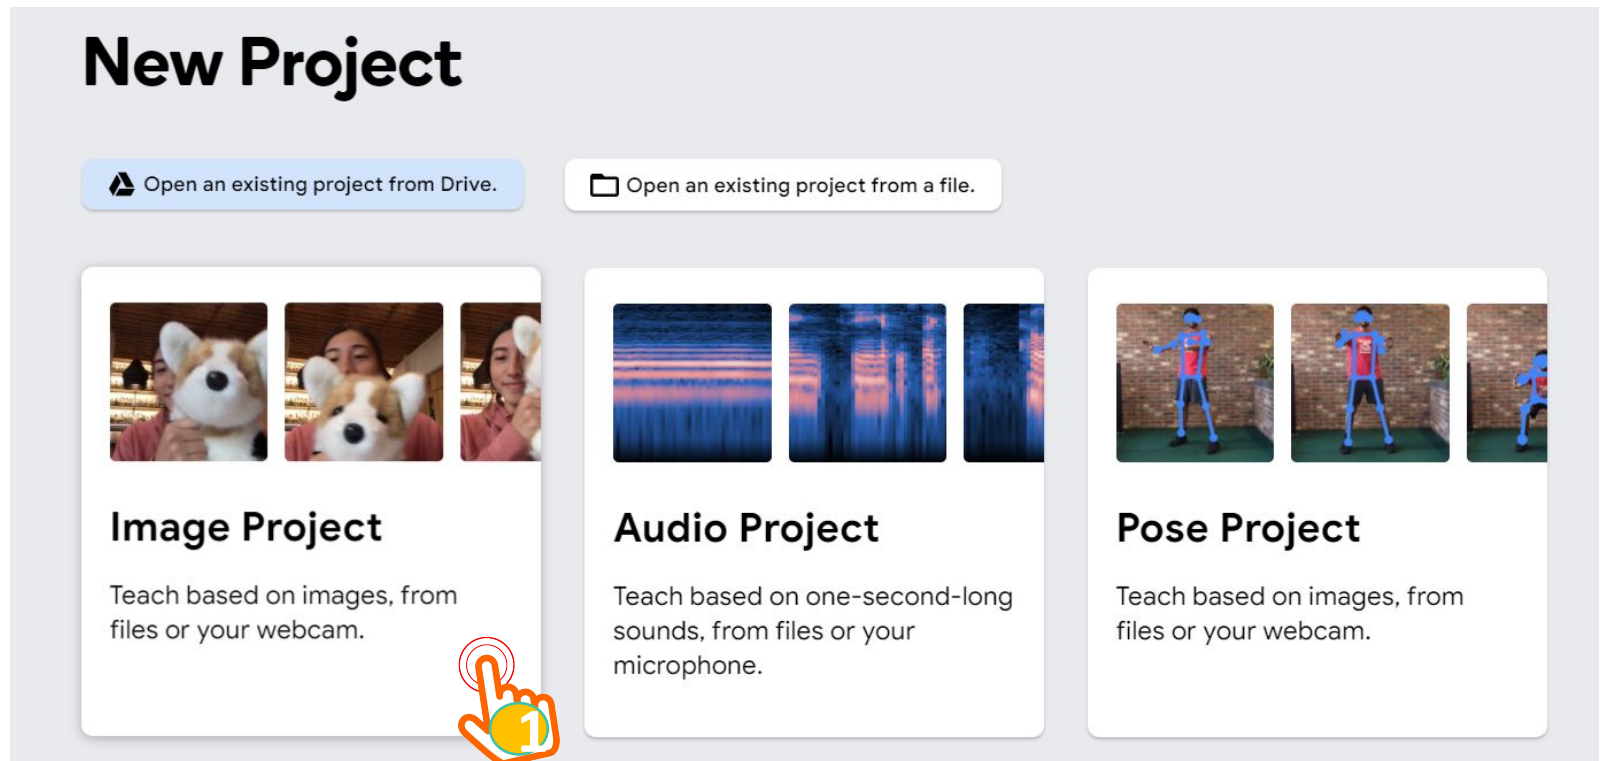 New Project
Open an existing project from Drive.
Open an existing project from a file.
Image Project
Teach based on images, from
files or your webcam.
Audio Project
Teach based on one-second-long
sounds, from files or your
microphone.
Pose Project
Teach based on images, from
files or your webcam.
1